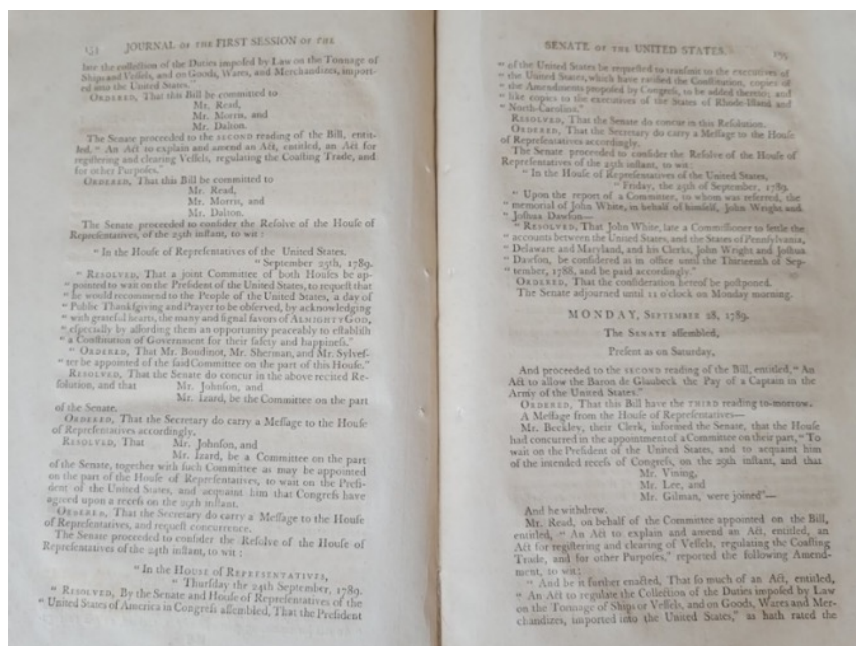 154 JOURNAL OF THE FIRST SESSION OF THE
late the collection of the Duties imposed by Law on the Tonnage of
Ships and Vessels, and on Goods, Wares, and Merchandizes, import-
ed into the United States."
ORDERED, That this Bill be committed to
Mr. Read,
Mr. Morris, and
Mr. Dalton.
The Senate proceeded to the SECOND reading of the Bill, entit-
led. " An Act to explain and amend an Act, entitled, an Act for
registering and clearing Vessels, regulating the Coasting Trade, and
for other Purposes."
ORDERED, That this Bill be committed to
Mr. Read,
Mr. Morris, and
Mr. Dalton.
The Senate proceeded to consider the Resolve of the House of
Representatives, of the 25th instant, to wit:
" In the House of Representatives of the United States.
" September 25th, 1789.
" RESOLVED, That a joint Committee of both Houses be ap-
" pointed to wait on the President of the United States, to request that
" he would recommend to the People of the United States, a day of
" Public Thanksgiving and Prayer to be observed, by acknowledging
" with grateful hearts, the many and signal favors of ALMIGHTY GOD,
" especially by affording them an opportunity peaceably to establish
" a Constitution of Government for their safety and happiness."
" ORDERED, That Mr. Boudinot, Mr. Sherman, and Mr. Sylves-
" ter be appointed of the said Committee on the part of this House."
RESOLVED, That the Senate do concur in the above recited Re-
solution, and that Mr. Johnson, and
Mr. Izard, be the Committee on the part
of the Senate.
ORDERED, That the Secretary do carry a Message to the House
of Representatives accordingly.
RESOLVED, That Mr. Johnson, and
Mr. Izard, be a Committee on the part
of the Senate, together with such Committee as may be appointed
on the part of the House of Representatives, to wait on the Presi-
dent of the United States, and acquaint him that Congress have
agreed upon a recess on the 29th instant.
ORDERED, That the Secretary do carry a Message to the House
of Representatives, and request concurrence.
The Senate proceeded to consider the Resolve of the House of
Representatives of the 24th instant, to wit:
" In the HOUSE OF REPRESENTATIVES,
" Thursday the 24th September, 1789.
" RESOLVED, By the Senate and House of Representatives of the
" United States of America in Congress assembled, That the President
SENATE OF THE UNITED STATES. 155
" of the United States be requested to transmit to the executives of
" the United States, which have ratified the Constitution, copies of
" the Amendments proposed by Congress, to be added thereto; and
" like copies to the executives of the States of Rhode-Island and
" North-Carolina."
RESOLVED, That the Senate do concur in this Resolution.
ORDERED, That the Secretary do carry a Message to the House
of Representatives accordingly.
The Senate proceeded to consider the Resolve of the House of
Representatives of the 25th instant, to wit:
" In the House of Representatives of the United States,
" Friday, the 25th of September, 1789.
" Upon the report of a Committee, to whom was referred, the
" memorial of John White, in behalf of himself, John Wright and
" Joshua Dawson—
" RESOLVED, That John White, late a Commissioner to settle the
" accounts between the United States, and the States of Pennsylvania,
" Delaware and Maryland, and his Clerks, John Wright and Joshua
" Dawson, be considered as in office until the Thirteenth of Sep-
" tember, 1788, and be paid accordingly."
ORDERED, That the consideration hereof be postponed.
The Senate adjourned until 11 o'clock on Monday morning.
MONDAY, SEPTEMBER 28, 1789.
The SENATE assembled,
Present as on Saturday,
And proceeded to the SECOND reading of the Bill, entitled, " An
Act to allow the Baron de Glaubeck the Pay of a Captain in the
Army of the United States."
ORDERED, That this Bill have the THIRD reading to-morrow.
A Message from the House of Representatives—
Mr. Beckley, their Clerk, informed the Senate, that the House
had concurred in the appointment of a Committee on their part, " To
wait on the President of the United States, and to acquaint him
of the intended recess of Congress, on the 29th instant, and that
Mr. Vining,
Mr. Lee, and
Mr. Gilman, were joined"—
And he withdrew.
Mr. Read, on behalf of the Committee appointed on the Bill,
entitled, " An Act to explain and amend an Act, entitled, an
Act for registering and clearing of Vessels, regulating the Coasting
Trade, and for other Purposes," reported the following Amend-
ment, to wit:
" And be it further enacted, That so much of an Act, entitled,
" An Act to regulate the Collection of the Duties imposed by Law
on the Tonnage of Ships or Vessels, and on Goods, Wares and Mer-
chandizes, imported into the United States," as hath rated the